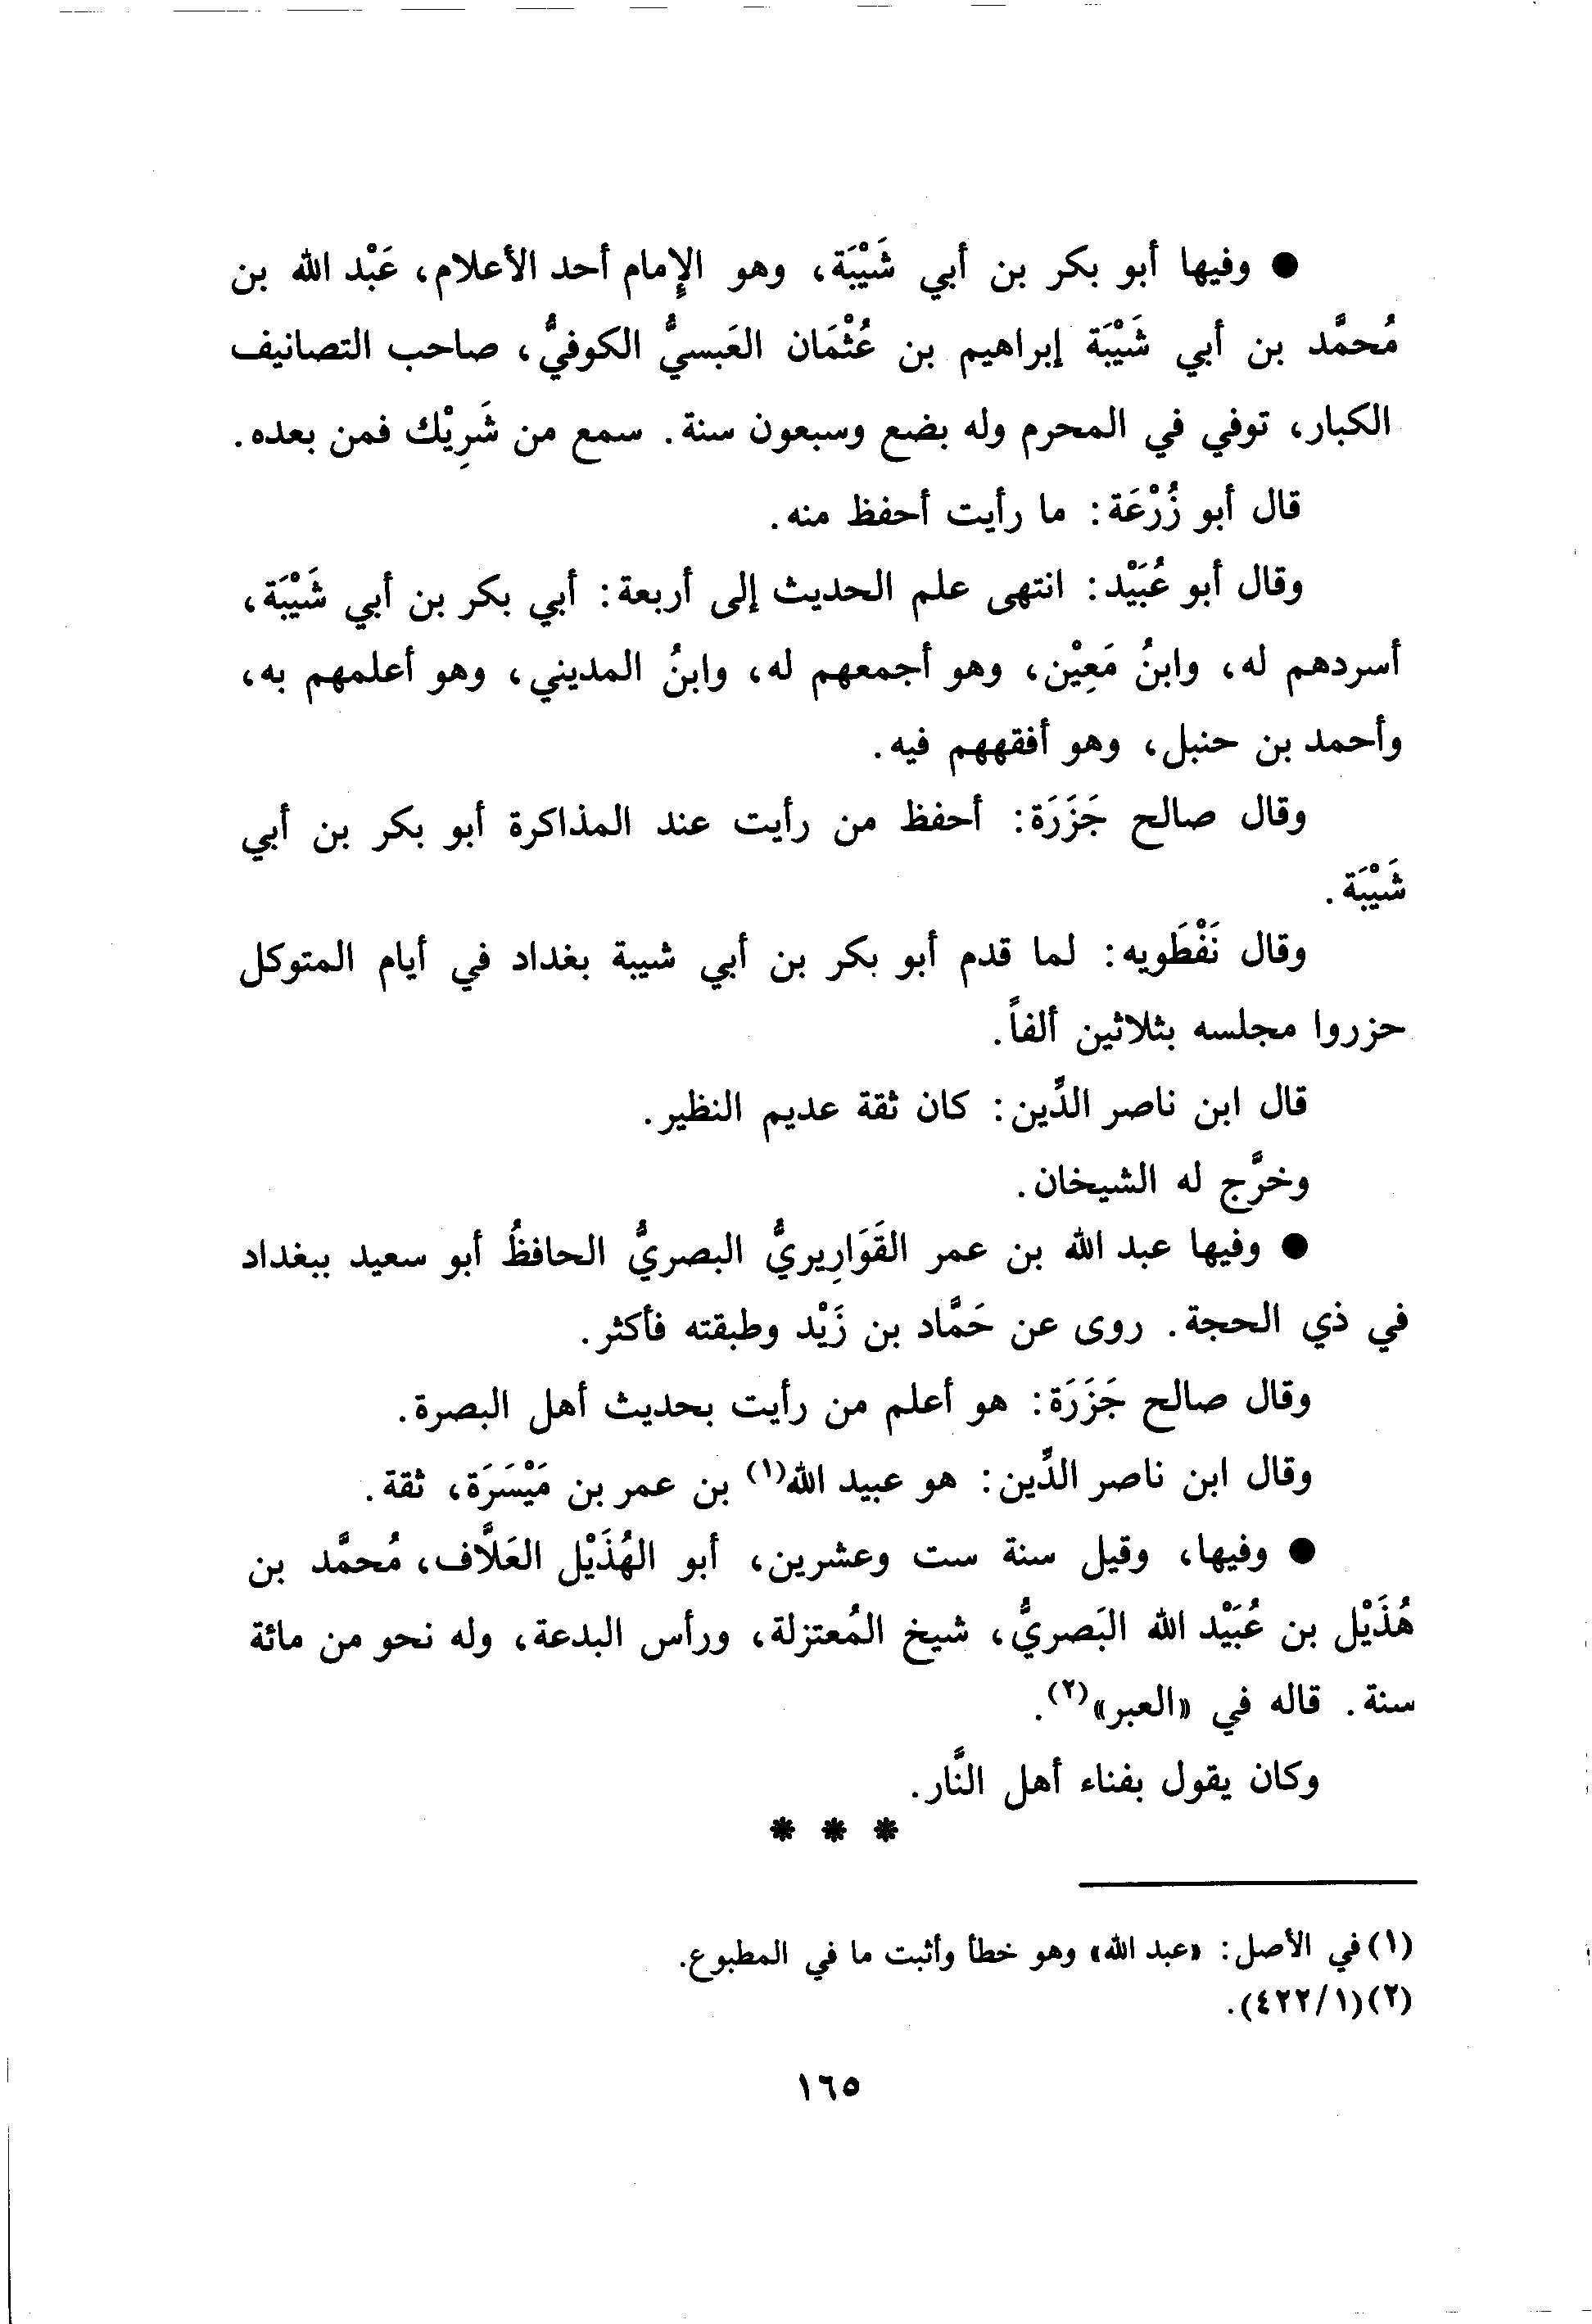 ● وفيها أبو بكر بن أبي شَيْبَة، وهو الإِمام أحد الأعلام، عَبْد الله بن
مُحمَّد بن أبي شَيْبَة إبراهيم بن عُثْمَان العَبسيُّ الكوفيُّ، صاحب التصانيف
الكبار، توفي في المحرم وله بضع وسبعون سنة. سمع من شَرِيْك فمن بعده.
قال أبو زُرْعَة: ما رأيت أحفظ منه.
وقال أبو عُبَيْد: انتهى علم الحديث إلى أربعة: أبي بكر بن أبي شَيْبَة،
أسردهم له، وابنُ مَعِيْن، وهو أجمعهم له، وابنُ المديني، وهو أعلمهم به،
وأحمد بن حنبل، وهو أفقههم فيه.
وقال صالح جَزَرَة: أحفظ من رأيت عند المذاكرة أبو بكر بن أبي
شَيْبَة.
وقال نَفْطَويه: لما قدم أبو بكر بن أبي شيبة بغداد في أيام المتوكل
حزروا مجلسه بثلاثين ألفاً.
قال ابن ناصر الدِّين: كان ثقة عديم النظير.
وخرَّج له الشيخان.
● وفيها عبد الله بن عمر القَوَارِيريُّ البصريُّ الحافظُ أبو سعيد ببغداد
في ذي الحجة. روى عن حَمَّاد بن زَيْد وطبقته فأكثر.
وقال صالح جَزَرَة: هو أعلم من رأيت بحديث أهل البصرة.
وقال ابن ناصر الدِّين: هو عبيد الله(١) بن عمر بن مَيْسَرَة، ثقة.
● وفيها، وقيل سنة ست وعشرين، أبو الهُذَيْل العَلَّاف، مُحمَّد بن
هُذَيْل بن عُبَيْد الله البَصريُّ، شيخ المُعتزلة، ورأس البدعة، وله نحو من مائة
سنة. قاله في «العبر»(٢).
وكان يقول بفناء أهل النَّار.
* * *
(١) في الأصل: «عبد الله» وهو خطأ وأثبت ما في المطبوع.
(٢) (١/٤٢٢).
١٦٥